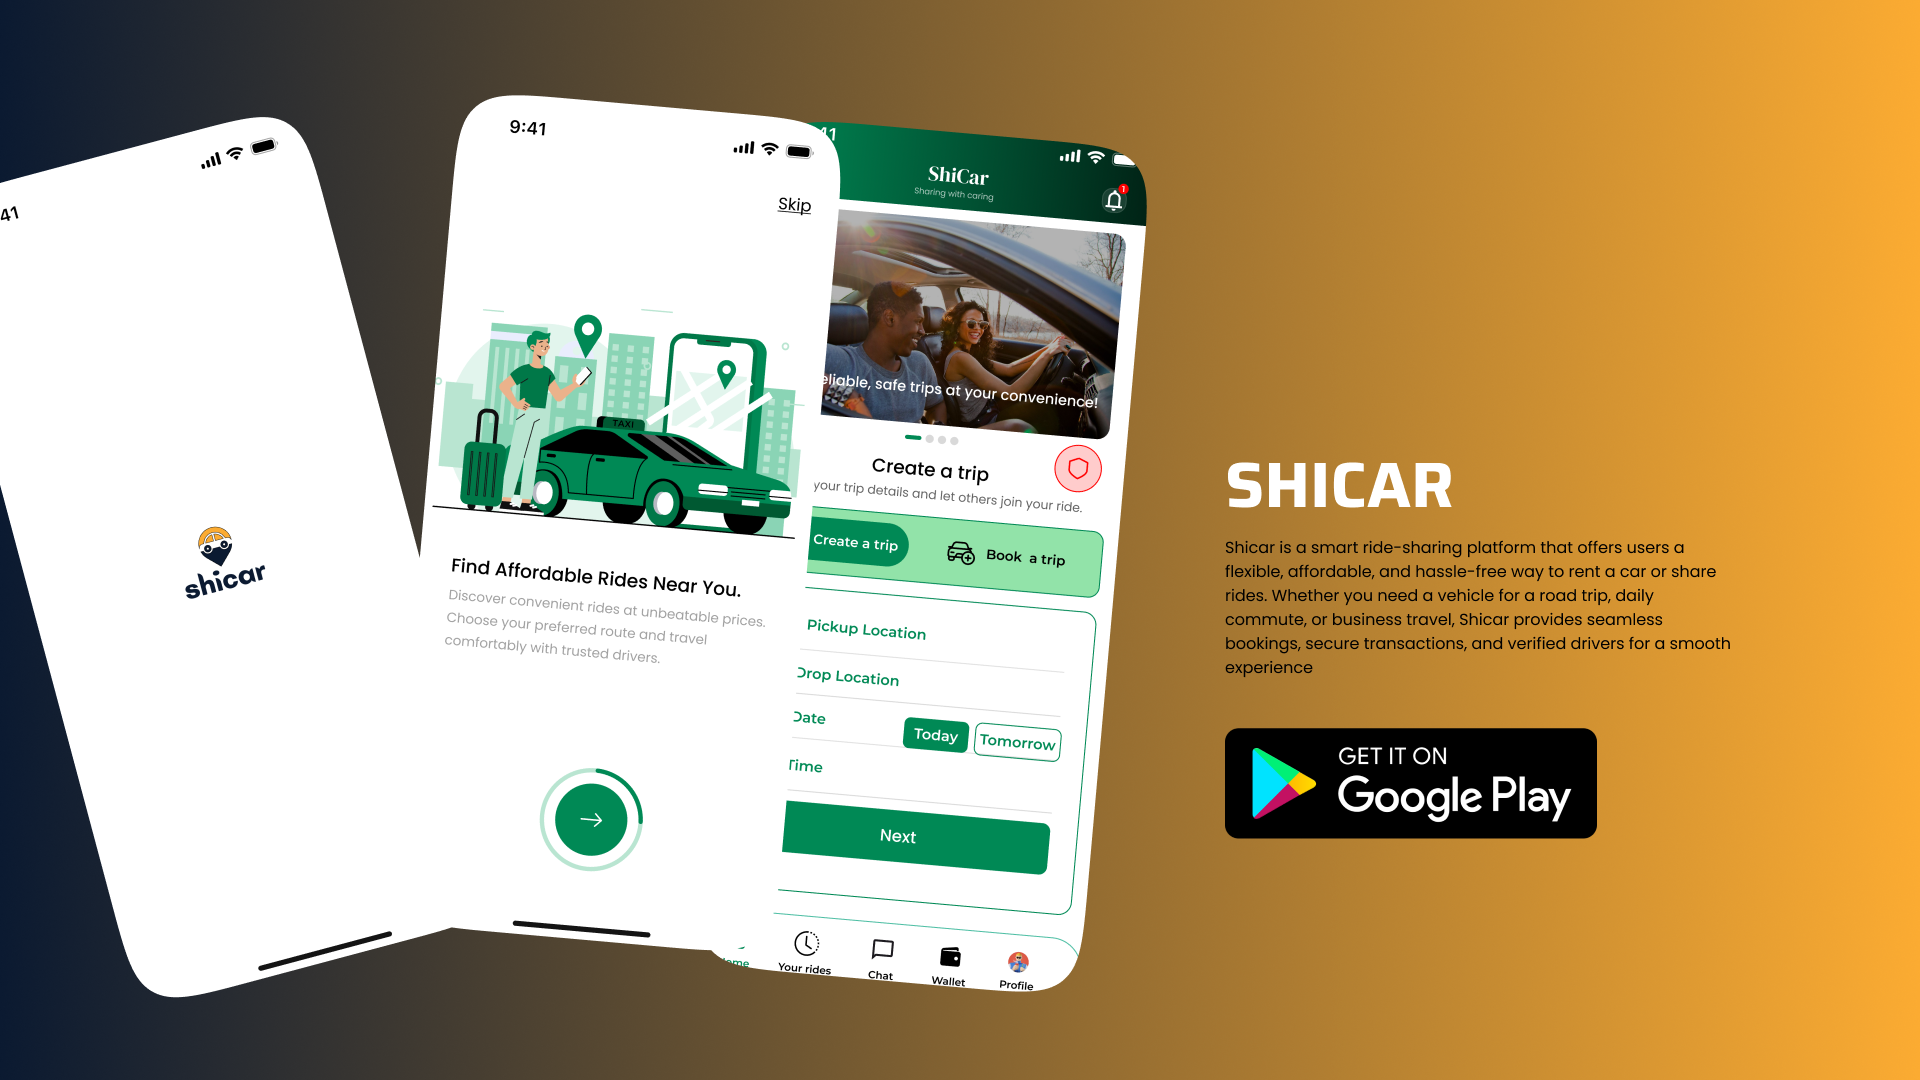 41
shicar
9:41
Skip
TAXI
Find Affordable Rides Near You.
Discover convenient rides at unbeatable prices.
Choose your preferred route and travel
comfortably with trusted drivers.
41
ShiCar
Sharing with caring
1
eliable, safe trips at your convenience!
Create a trip
your trip details and let others join your ride.
Create a trip
Book a trip
Pickup Location
Drop Location
Date
Today
Tomorrow
Time
Next
ome
Your rides
Chat
Wallet
Profile
SHICAR
Shicar is a smart ride-sharing platform that offers users a
flexible, affordable, and hassle-free way to rent a car or share
rides. Whether you need a vehicle for a road trip, daily
commute, or business travel, Shicar provides seamless
bookings, secure transactions, and verified drivers for a smooth
experience
GET IT ON
Google Play